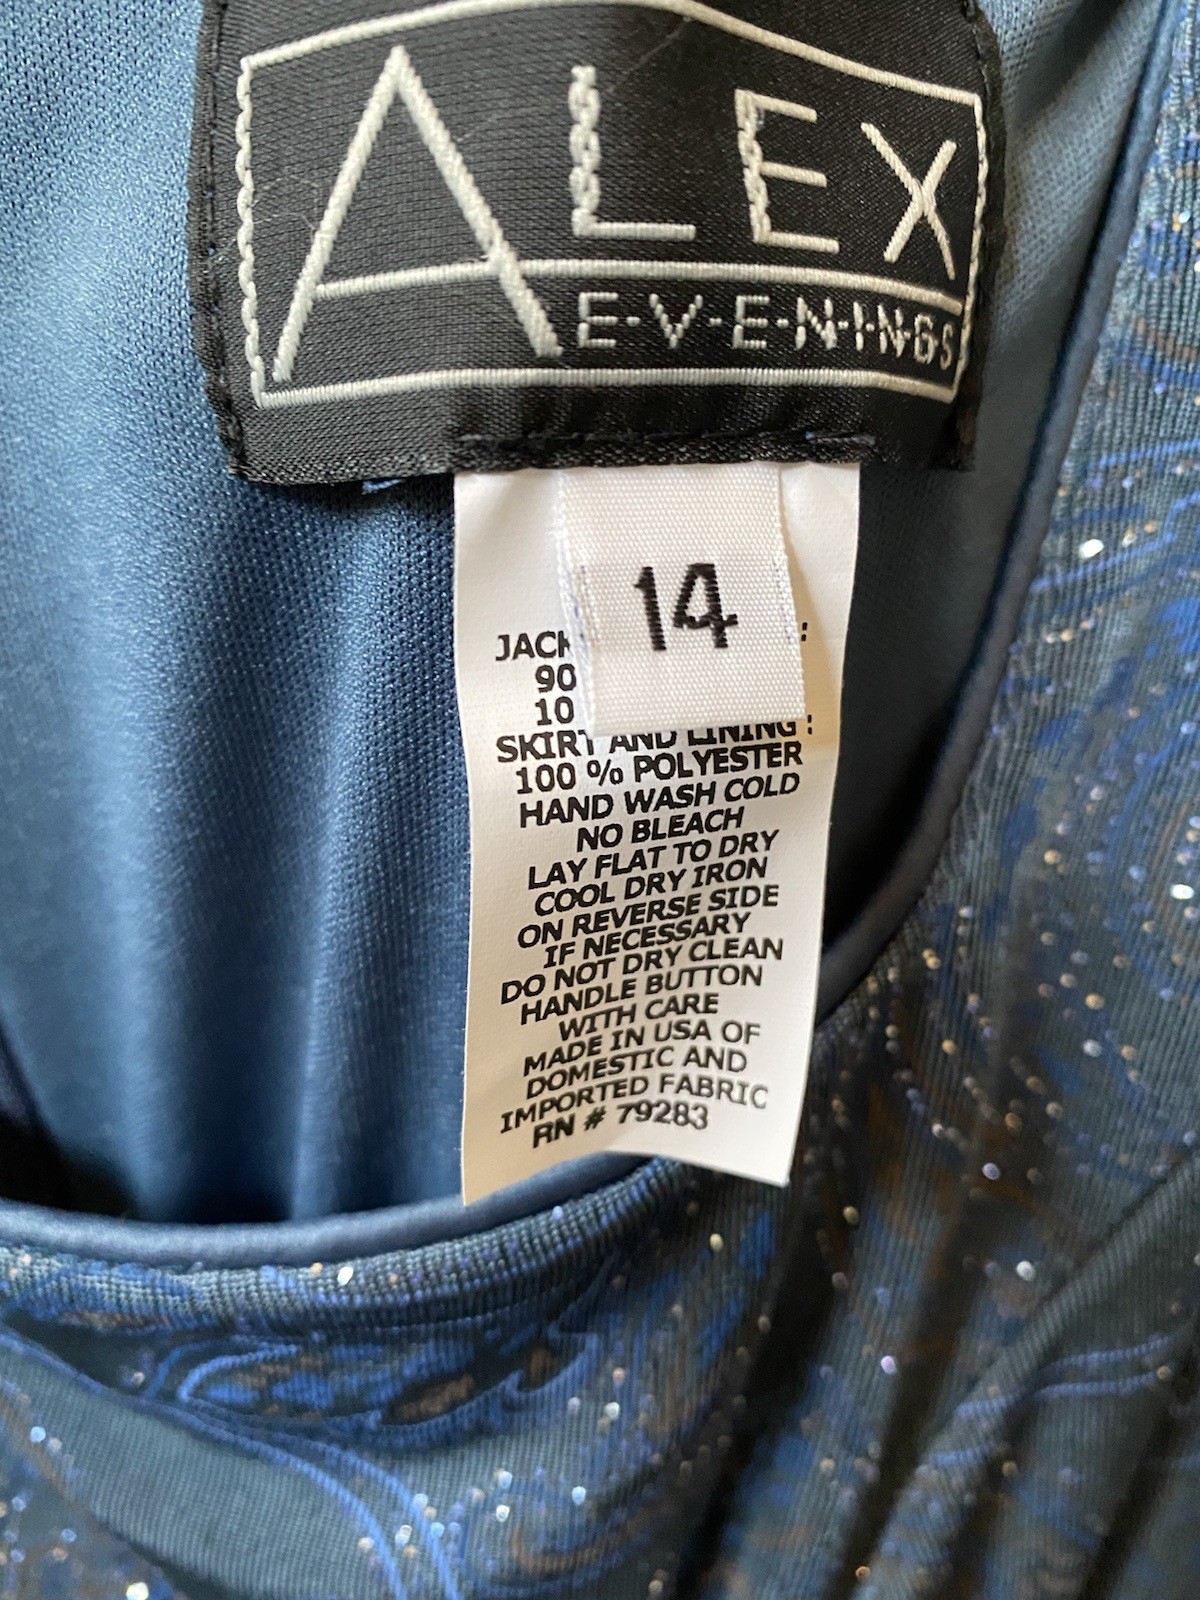 ALEX
E-V-E-N-I-N-G-S
14
90
10
SKIRT AND LINING:
100 % POLYESTER
HAND WASH COLD
NO BLEACH
LAY FLAT TO DRY
COOL DRY IRON
ON REVERSE SIDE
IF NECESSARY
DO NOT DRY CLEAN
HANDLE BUTTON
WITH CARE
MADE IN USA OF
DOMESTIC AND
IMPORTED FABRIC
RN # 79283